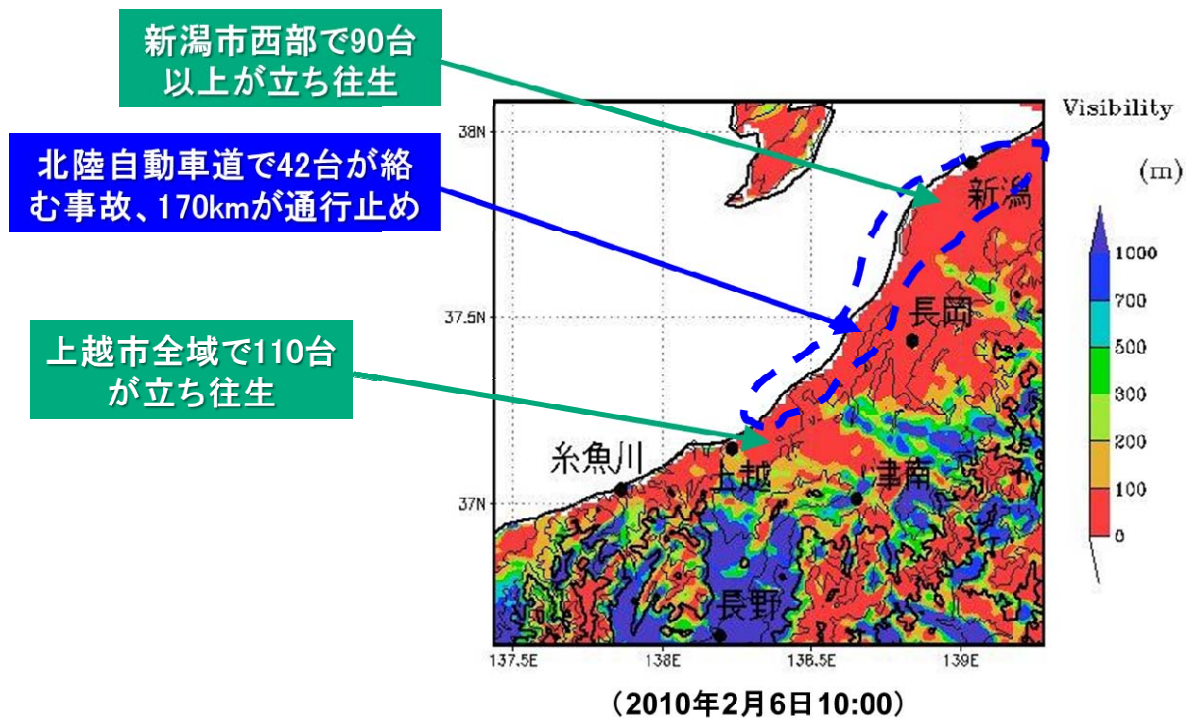 新潟市西部で90台
以上が立ち往生
北陸自動車道で42台が絡
む事故、170kmが通行止め
上越市全域で110台
が立ち往生
Visibility
(m)
38N
37.5N
37N
新潟
長岡
糸魚川
上越
津南
長野
1000
700
500
300
200
100
0
137.5E
138E
138.5E
139E
（2010年2月6日10:00）